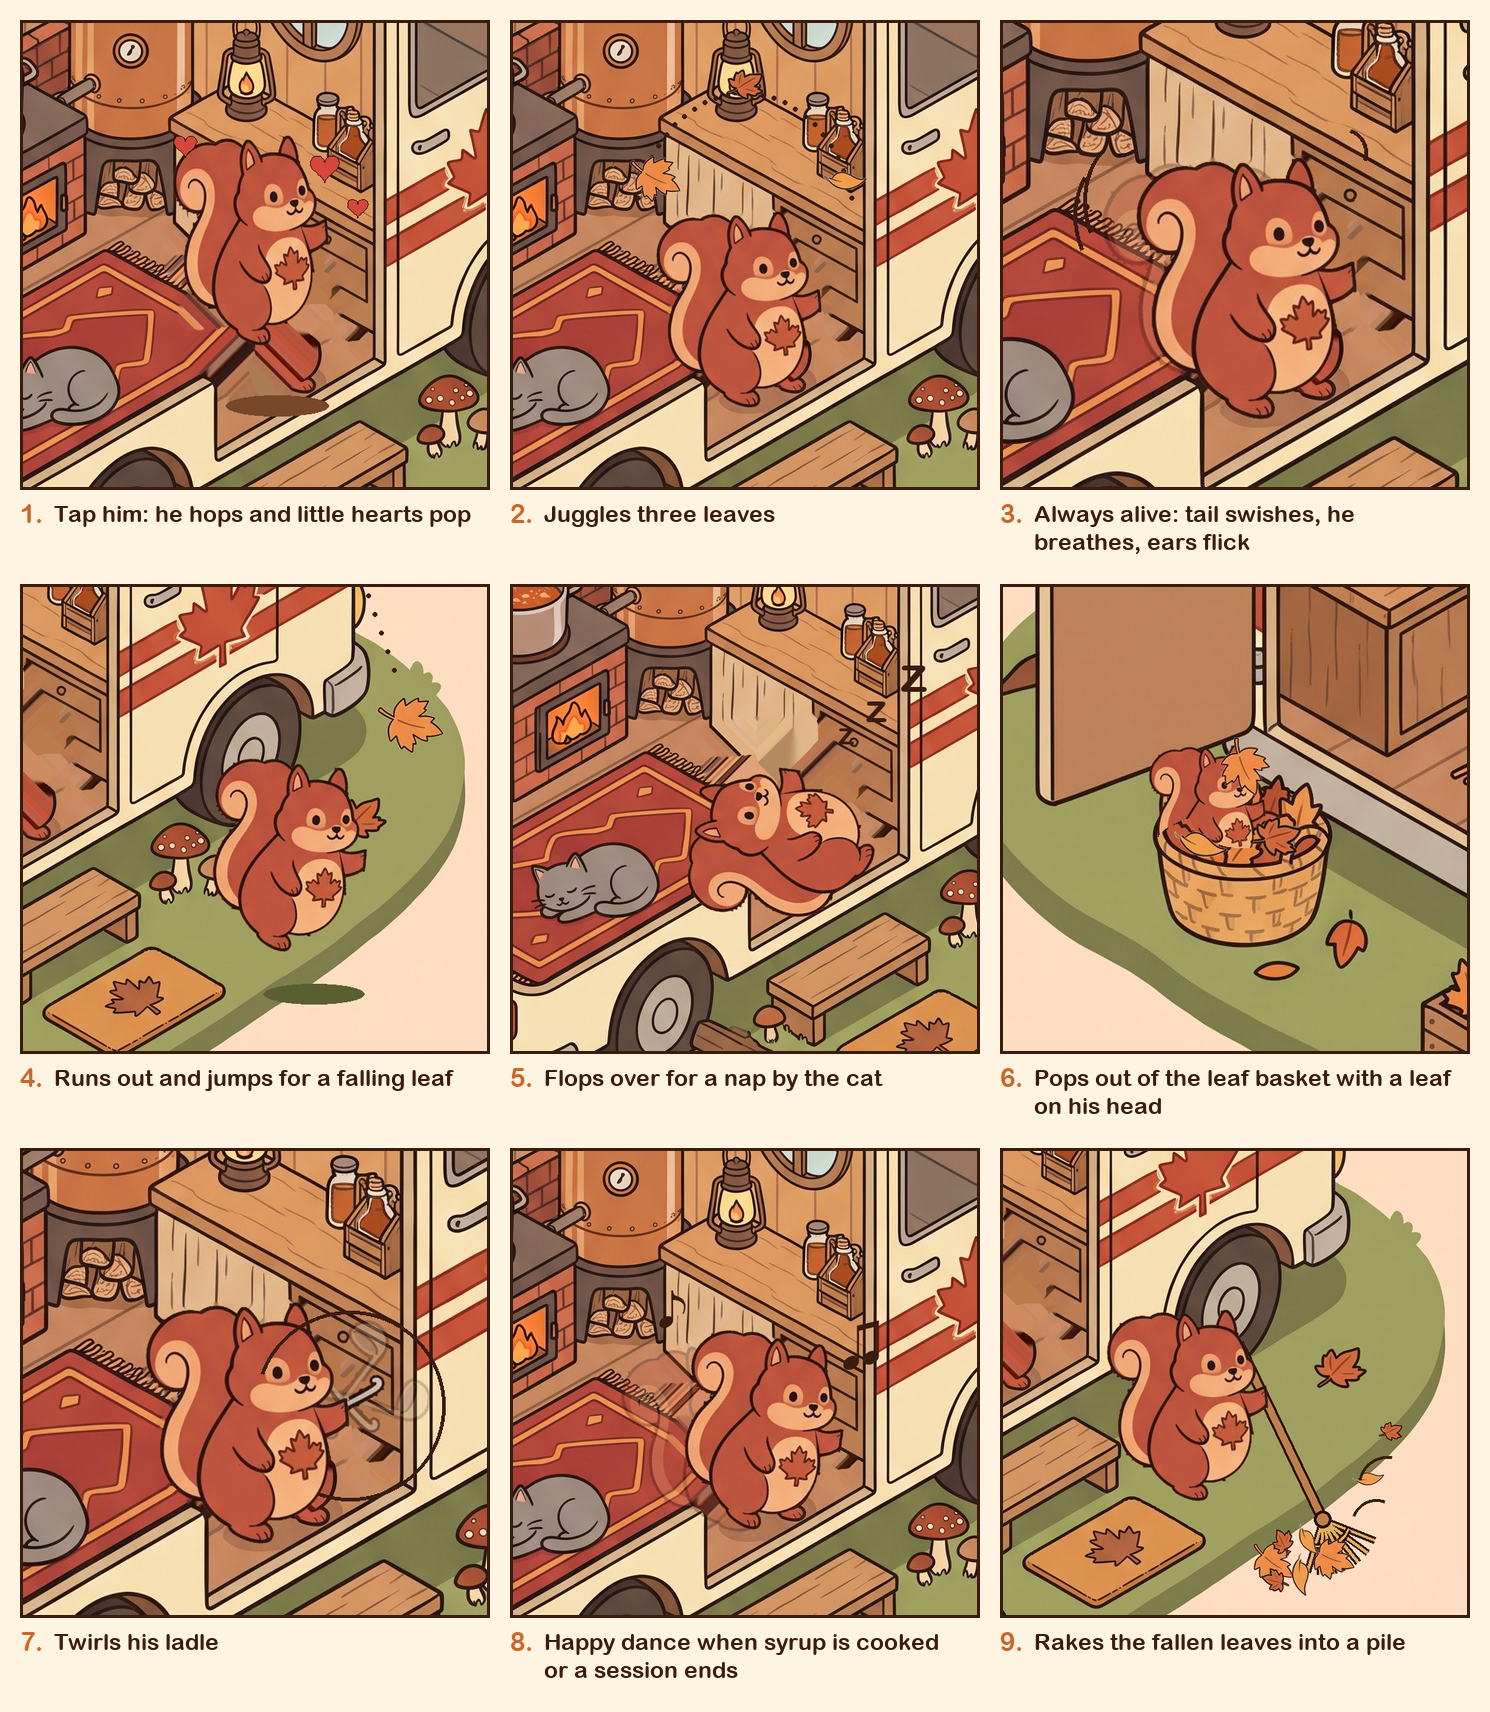 1. Tap him: he hops and little hearts pop
2. Juggles three leaves
3. Always alive: tail swishes, he
breathes, ears flick
4. Runs out and jumps for a falling leaf
z
z
z
5. Flops over for a nap by the cat
6. Pops out of the leaf basket with a leaf
on his head
7. Twirls his ladle
8. Happy dance when syrup is cooked
or a session ends
9. Rakes the fallen leaves into a pile